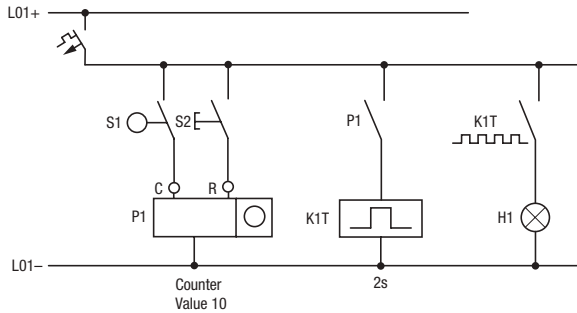 L01+
S1
S2
P1
K1T
C
R
P1
K1T
H1
L01–
Counter
Value 10
2s